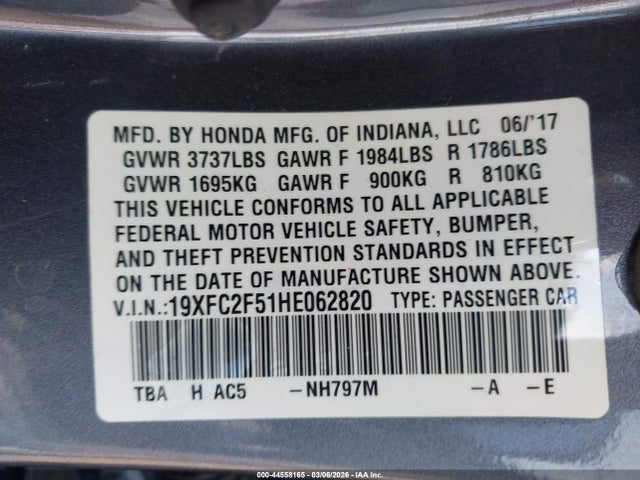 MFD. BY HONDA MFG. OF INDIANA, LLC 06/'17
GVWR 3737LBS GAWR F 1984LBS R 1786LBS
GVWR 1695KG GAWR F 900KG R 810KG
THIS VEHICLE CONFORMS TO ALL APPLICABLE
FEDERAL MOTOR VEHICLE SAFETY, BUMPER,
AND THEFT PREVENTION STANDARDS IN EFFECT
ON THE DATE OF MANUFACTURE SHOWN ABOVE.
V.I.N.:19XFC2F51HE062820 TYPE: PASSENGER CAR
TBA H AC5 -NH797M -A -E
000-44558165 - 03/06/2026 - IAA Inc.